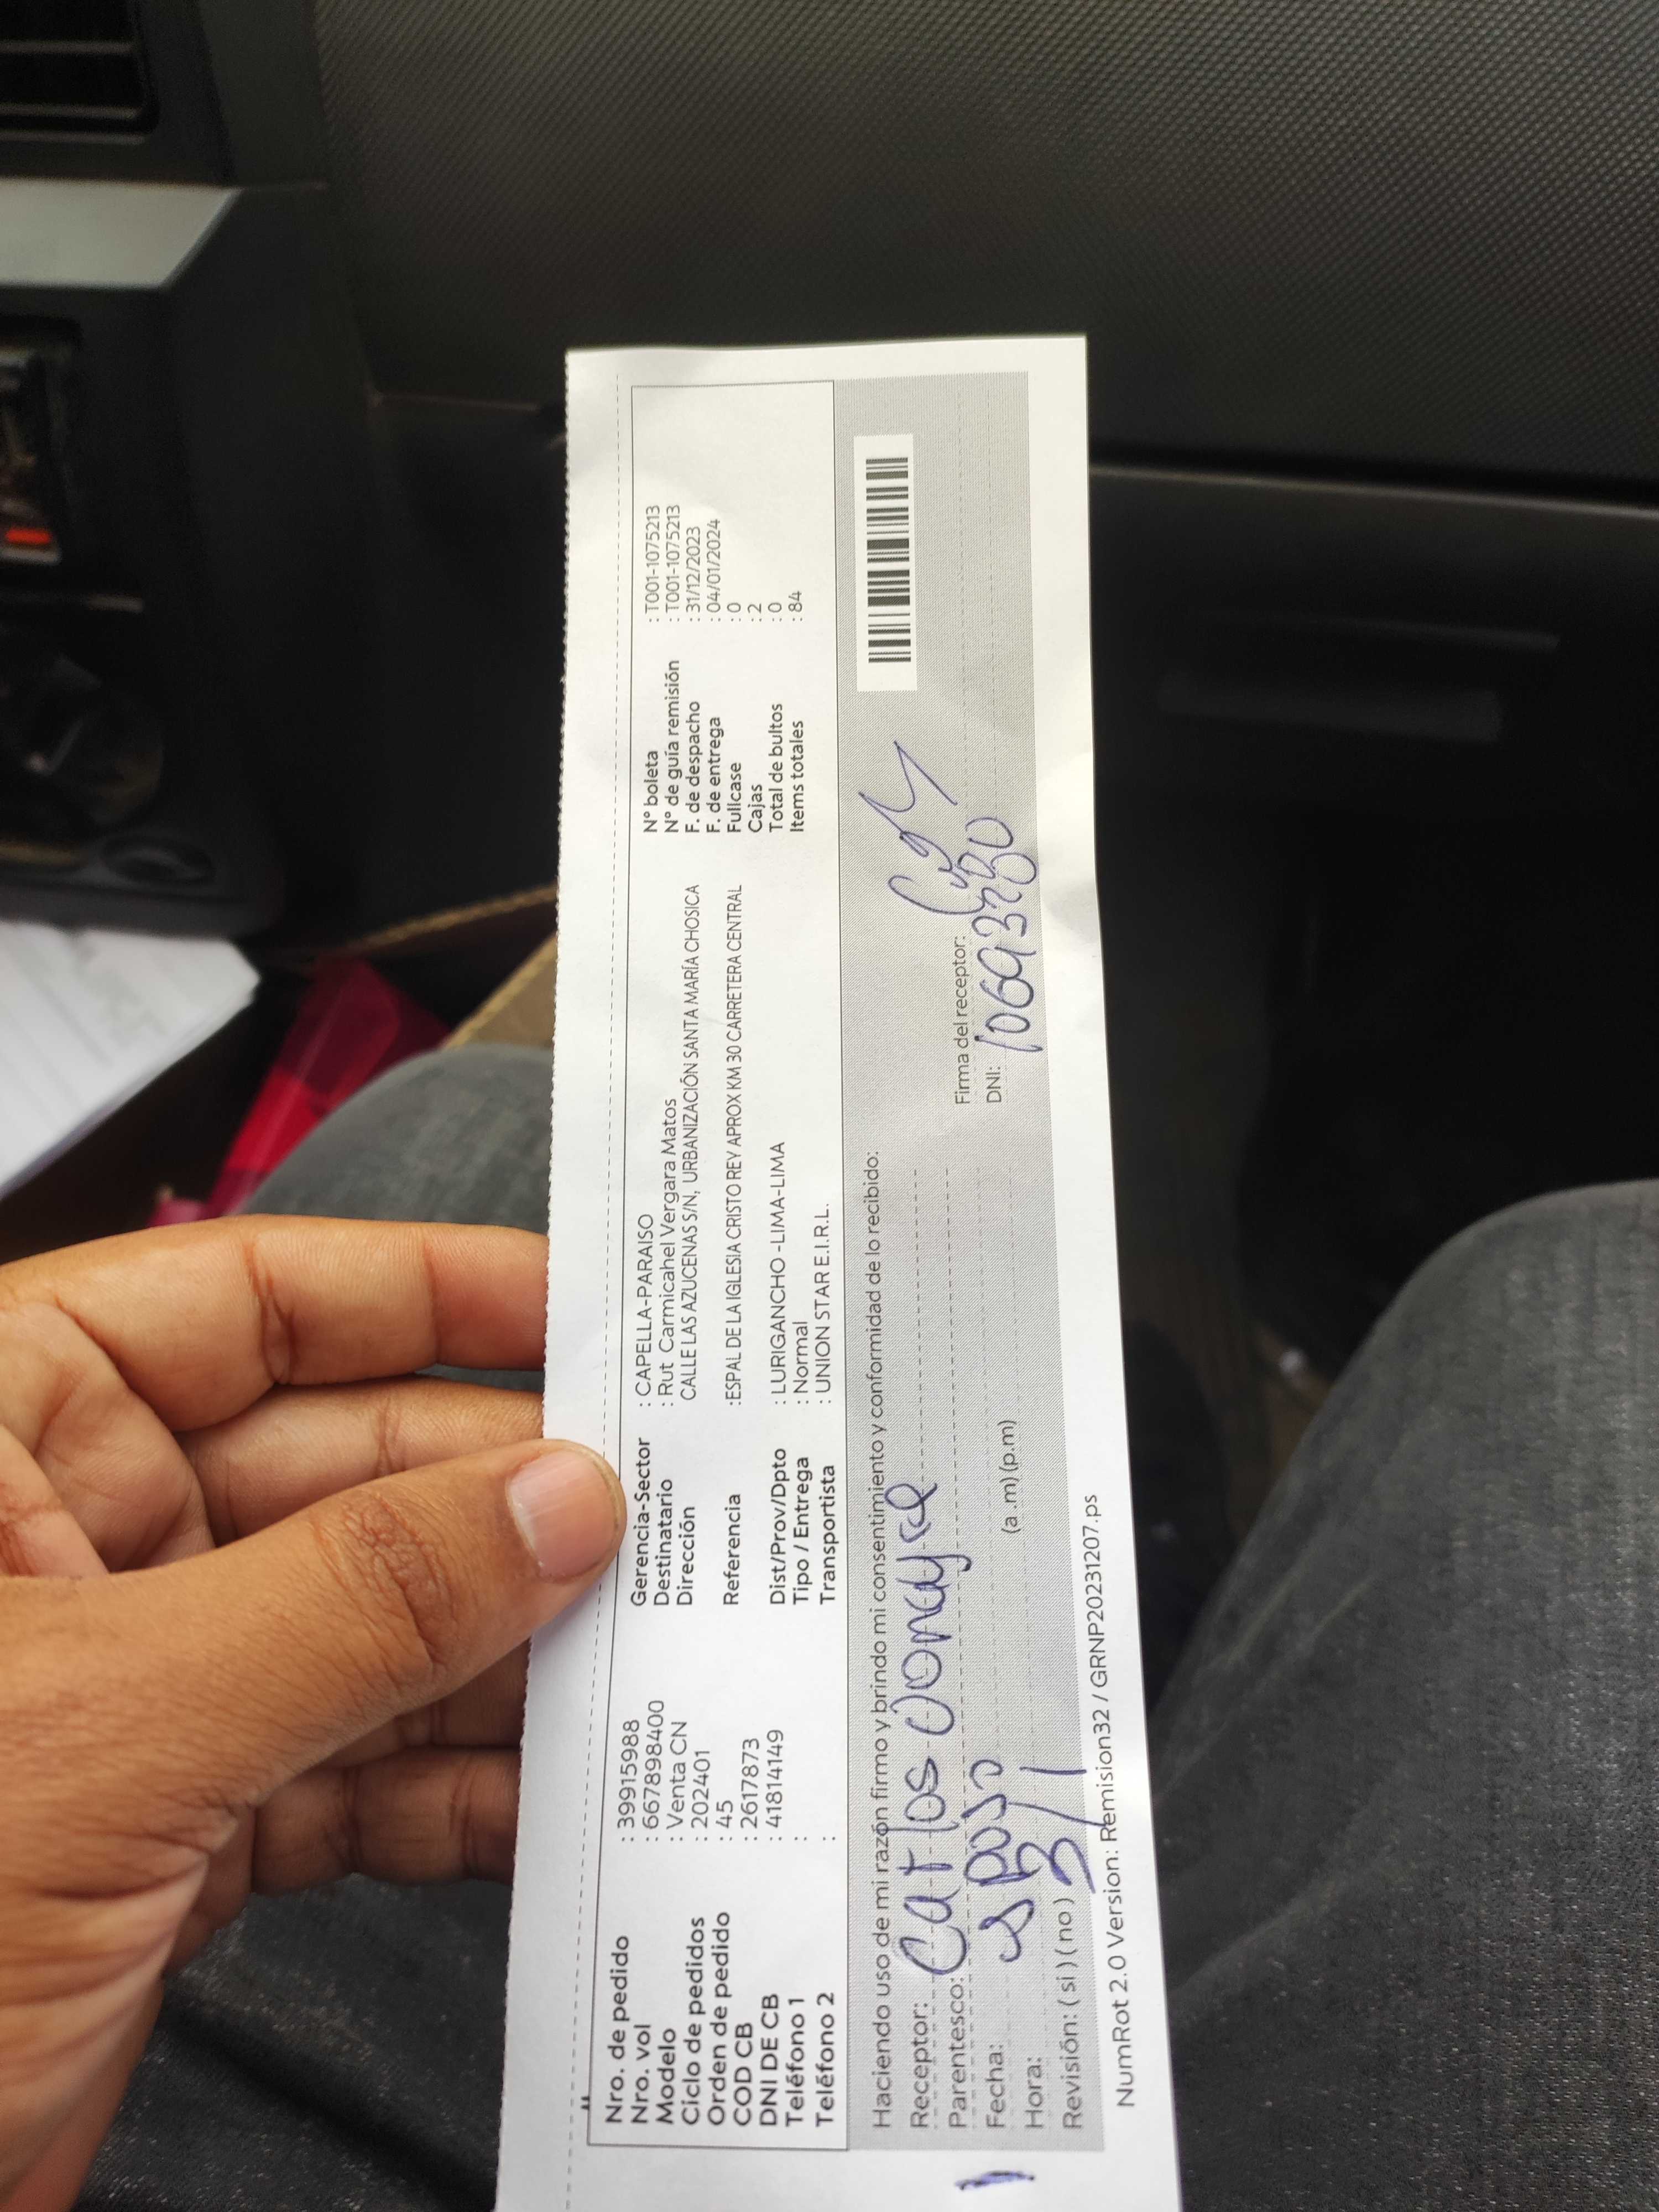 Nro. de pedido : 39915988
Nro. vol : 667898400
Modelo : Venta CN
Ciclo de pedidos : 202401
Orden de pedido : 45
COD CB : 2617873
DNI DE CB : 41814149
Teléfono 1 :
Teléfono 2 :
Gerencia-Sector : CAPELLA-PARAISO
Destinatario : Rut Carmicahel Vergara Matos
Dirección CALLE LAS AZUCENAS S/N, URBANIZACIÓN SANTA MARÍA CHOSICA
Referencia :ESPAL DE LA IGLESIA CRISTO REY APROX KM 30 CARRETERA CENTRAL
Dist/Prov/Dpto : LURIGANCHO -LIMA-LIMA
Tipo / Entrega : Normal
Transportista : UNION STAR E.I.R.L.
N° boleta : T001-1075213
N° de guía remisión : T001-1075213
F. de despacho : 31/12/2023
F. de entrega : 04/01/2024
Fullcase : 0
Cajas : 2
Total de bultos : 0
Items totales : 84
Haciendo uso de mi razón firmo y brindo mi consentimiento y conformidad de lo recibido:
Receptor: Carlos
Parentesco: esposo
Fecha: 3/1
Hora: (a .m) (p.m)
Revisión: ( si ) ( no )
Firma del receptor:
DNI:
NumRot 2.0 Version: Remision32 / GRNP20231207.ps